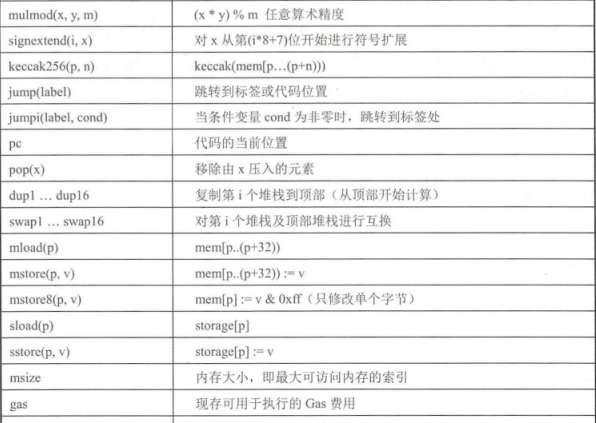 mulmod(x, y, m) (x * y) % m 任意算术精度
signextend(i, x) 对 x 从第(i*8+7)位开始进行符号扩展
keccak256(p, n) keccak(mem[p…(p+n)))
jump(label) 跳转到标签或代码位置
jumpi(label, cond) 当条件变量 cond 为非零时，跳转到标签处
pc 代码的当前位置
pop(x) 移除由 x 压入的元素
dup1 … dup16 复制第 i 个堆栈到顶部（从顶部开始计算）
swap1 … swap16 对第 i 个堆栈及顶部堆栈进行互换
mload(p) mem[p..(p+32))
mstore(p, v) mem[p..(p+32)) := v
mstore8(p, v) mem[p] := v & 0xff（只修改单个字节）
sload(p) storage[p]
sstore(p, v) storage[p] := v
msize 内存大小，即最大可访问内存的索引
gas 现存可用于执行的 Gas 费用